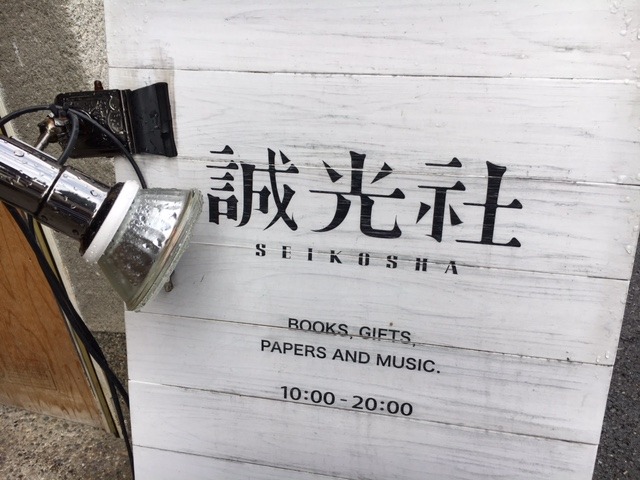 誠光社
SEIKOSHA
BOOKS, GIFTS,
PAPERS AND MUSIC.
10:00-20:00